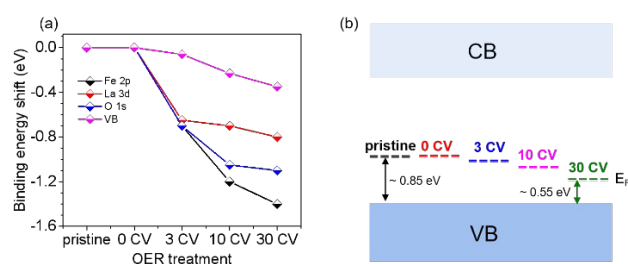 (a)
Binding energy shift (eV)
0.0
-0.4
-0.8
-1.2
-1.6
Fe 2p
La 3d
O 1s
VB
pristine 0 CV 3 CV 10 CV 30 CV
OER treatment
(b)
CB
pristine 0 CV 3 CV 10 CV 30 CV
E_F
~ 0.85 eV
~ 0.55 eV
VB